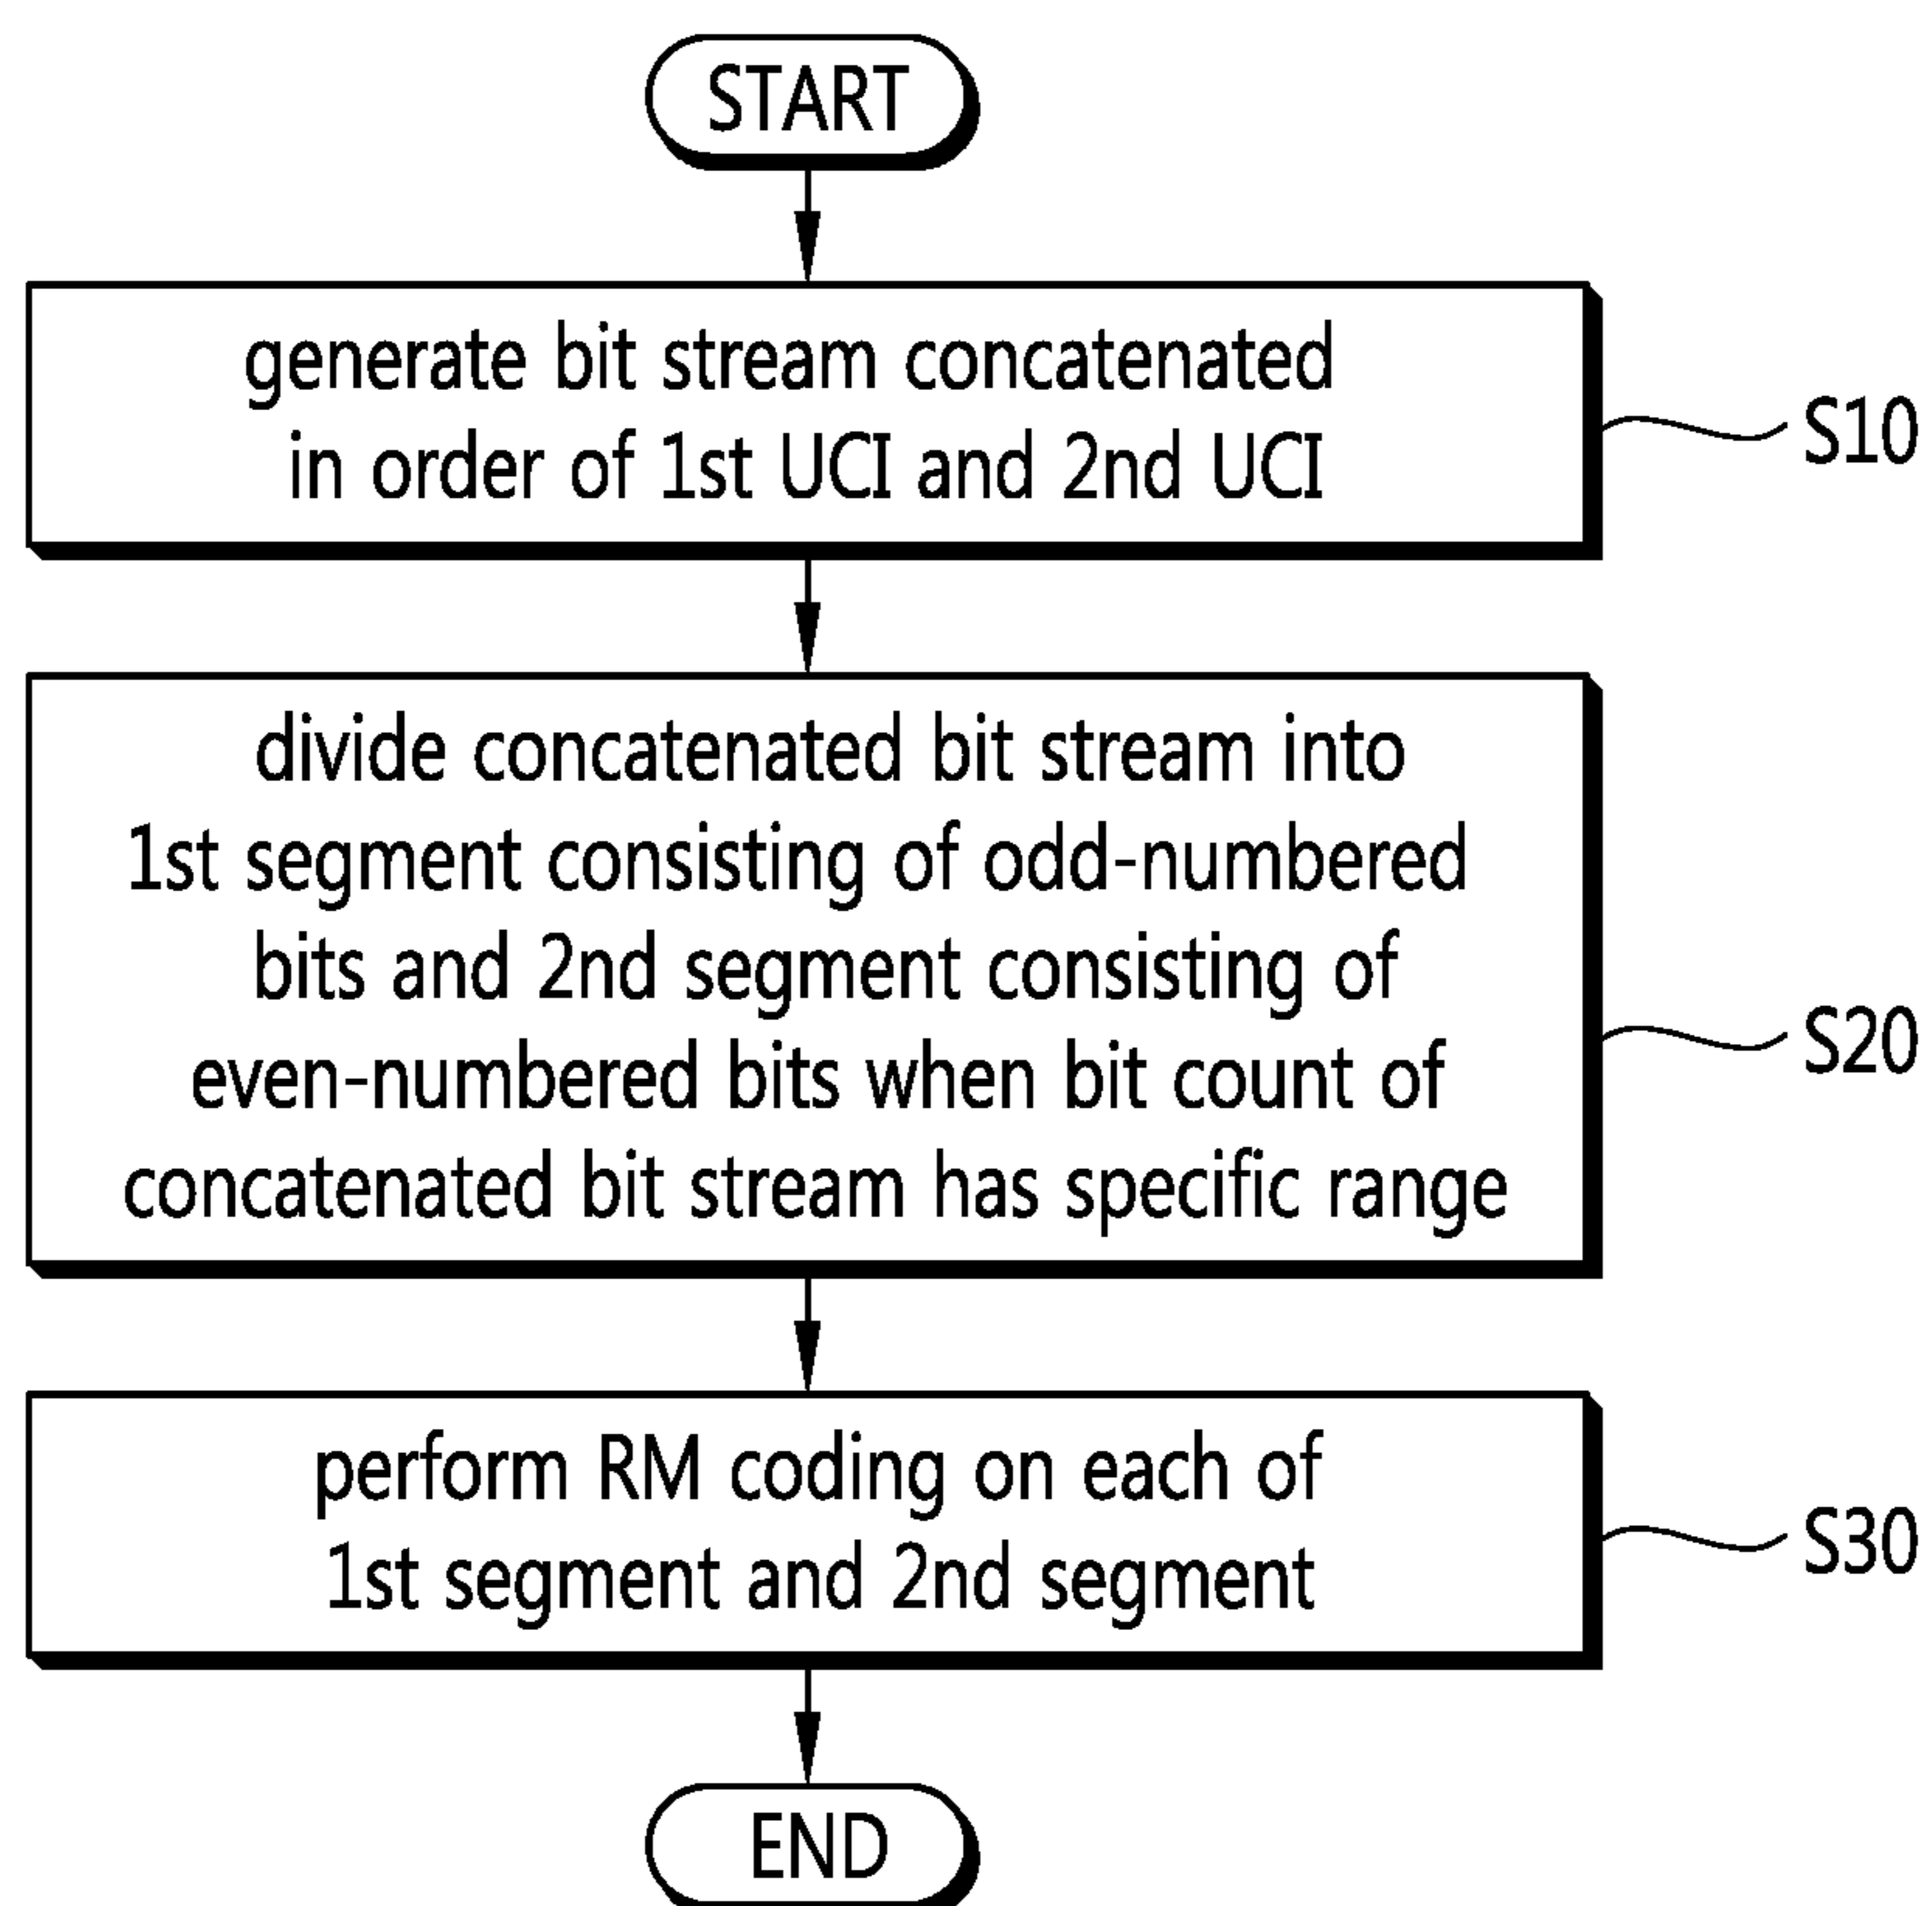 START
generate bit stream concatenated
in order of 1st UCI and 2nd UCI
S10
divide concatenated bit stream into
1st segment consisting of odd-numbered
bits and 2nd segment consisting of
even-numbered bits when bit count of
concatenated bit stream has specific range
S20
perform RM coding on each of
1st segment and 2nd segment
S30
END